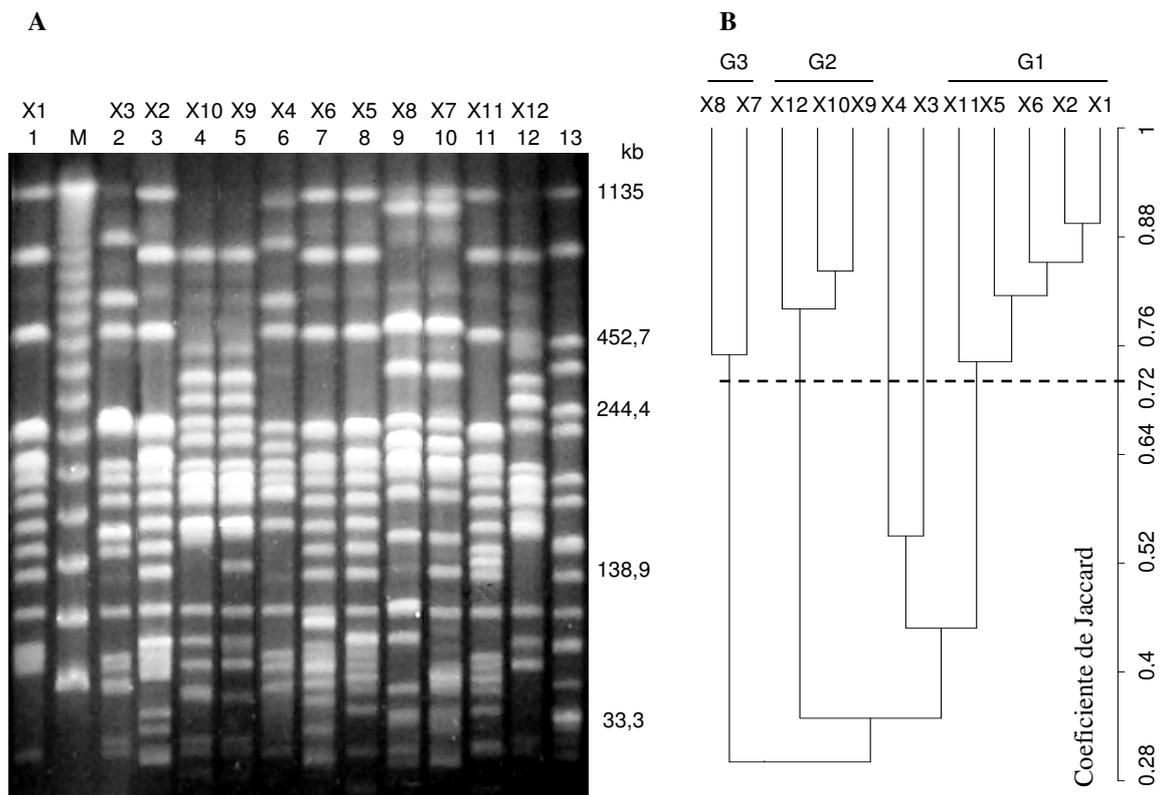 A
X1 X3 X2 X10 X9 X4 X6 X5 X8 X7 X11 X12
1 M 2 3 4 5 6 7 8 9 10 11 12 13
kb
1135
452,7
244,4
138,9
33,3
B
G3 G2 G1
X8 X7 X12 X10 X9 X4 X3 X11 X5 X6 X2 X1
1
0.88
0.76
0.72
0.64
0.52
0.4
0.28
Coeficiente de Jaccard